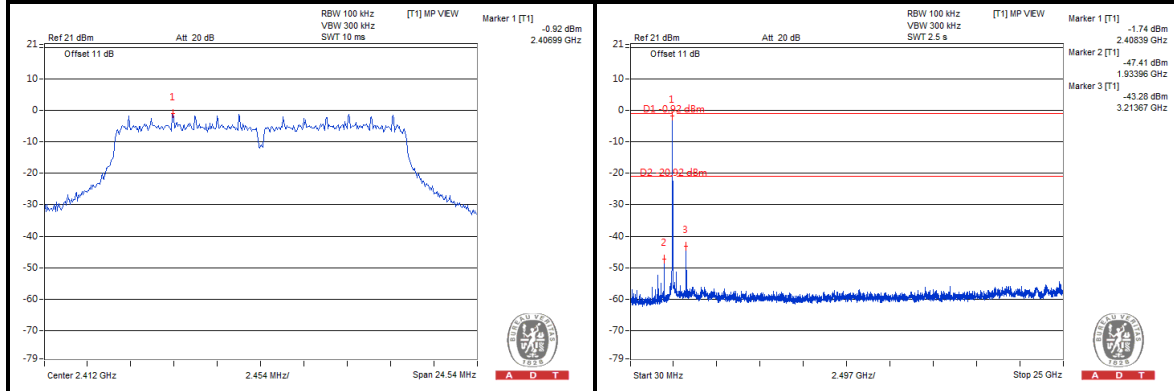 RBW 100 kHz [T1] MP VIEW
VBW 300 kHz
Ref 21 dBm Att 20 dB SWT 10 ms
Marker 1 [T1]
-0.92 dBm
2.40699 GHz
21
Offset 11 dB
10
0
-10
-20
-30
-40
-50
-60
-70
-79
1
Center 2.412 GHz 2.454 MHz/ Span 24.54 MHz
BUREAU VERITAS
1828
A D T
RBW 100 kHz [T1] MP VIEW
VBW 300 kHz
Ref 21 dBm Att 20 dB SWT 2.5 s
Marker 1 [T1]
-1.74 dBm
2.40839 GHz
Marker 2 [T1]
-47.41 dBm
1.93396 GHz
Marker 3 [T1]
-43.28 dBm
3.21367 GHz
21
Offset 11 dB
10
0
-10
-20
-30
-40
-50
-60
-70
-79
1
D1 -0.92 dBm
D2 -20.92 dBm
2
3
Start 30 MHz 2.497 GHz/ Stop 25 GHz
BUREAU VERITAS
1828
A D T